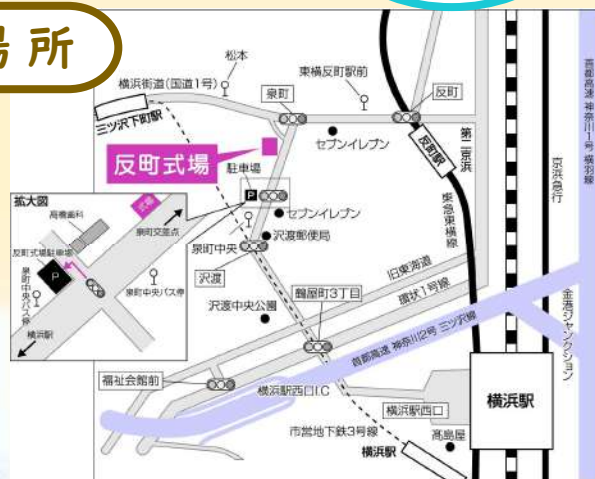 場所
松本
東横反町駅前
横浜街道(国道1号)
泉町
反町
三ツ沢下町駅
反町駅
第二京浜
首都高速 神奈川1号 横羽線
セブンイレブン
反町式場
駐車場
P
京浜急行
東急東横線
拡大図
式場
高橋歯科
泉町交差点
反町式場駐車場
P
泉町中央バス停
泉町中央バス停
横浜駅
セブンイレブン
泉町中央
沢渡郵便局
沢渡
旧東海道
環状1号線
沢渡中央公園
鶴屋町3丁目
首都高速 神奈川2号 三ツ沢線
金港ジャンクション
福祉会館前
横浜駅西口I.C
横浜駅西口
横浜駅
市営地下鉄3号線
高島屋
横浜駅